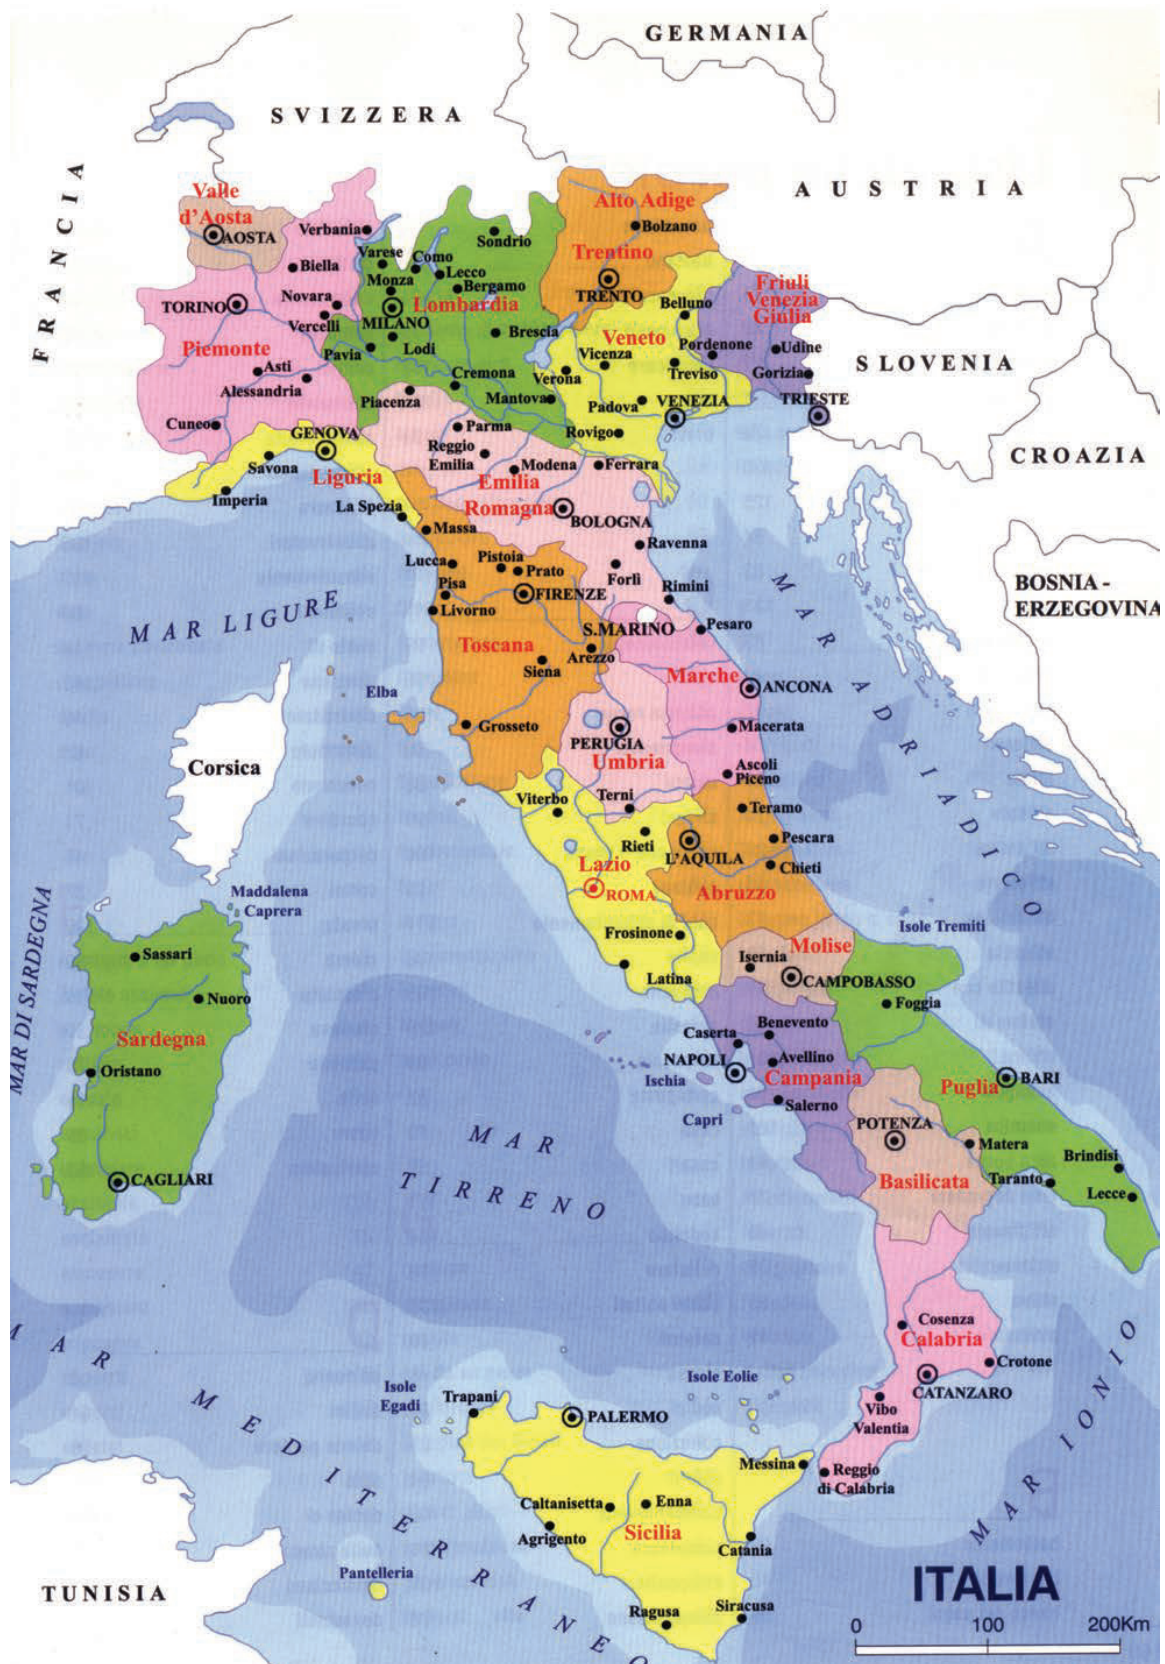 GERMANIA
SVIZZERA
AUSTRIA
FRANCIA
SLOVENIA
CROAZIA
BOSNIA -
ERZEGOVINA
Valle
d'Aosta
AOSTA
Verbania
Biella
Novara
TORINO
Vercelli
Piemonte
Asti
Alessandria
Cuneo
Sondrio
Varese
Como
Lecco
Monza
Bergamo
Lombardia
MILANO
Brescia
Pavia
Lodi
Cremona
Mantova
Alto Adige
Bolzano
Trentino
TRENTO
Belluno
Veneto
Vicenza
Verona
Treviso
Padova
VENEZIA
Rovigo
Friuli
Venezia
Giulia
Pordenone
Udine
Gorizia
TRIESTE
GENOVA
Savona
Liguria
Imperia
La Spezia
Piacenza
Parma
Reggio
Emilia
Modena
Ferrara
Emilia
Romagna
BOLOGNA
Ravenna
Forlì
Rimini
S.MARINO
Massa
Lucca
Pistoia
Prato
Pisa
FIRENZE
Livorno
Toscana
Arezzo
Siena
Grosseto
Elba
Pesaro
Marche
ANCONA
Macerata
Ascoli
Piceno
PERUGIA
Umbria
Terni
Viterbo
Rieti
Lazio
ROMA
Frosinone
Latina
Teramo
Pescara
L'AQUILA
Chieti
Abruzzo
MAR LIGURE
MAR ADRIADICO
Corsica
Maddalena
Caprera
MAR DI SARDEGNA
Sassari
Nuoro
Sardegna
Oristano
CAGLIARI
Isole Tremiti
Molise
Isernia
CAMPOBASSO
Foggia
Benevento
Caserta
NAPOLI
Avellino
Campania
Salerno
Ischia
Capri
Puglia
BARI
POTENZA
Matera
Basilicata
Brindisi
Taranto
Lecce
MAR
TIRRENO
Cosenza
Calabria
Crotone
CATANZARO
Vibo
Valentia
Reggio
di Calabria
MAR IONIO
Isole Eolie
Isole
Egadi
Trapani
PALERMO
Messina
Caltanisetta
Enna
Agrigento
Sicilia
Catania
Siracusa
Ragusa
Pantelleria
MAR MEDITERRANEO
TUNISIA
ITALIA
0 100 200Km